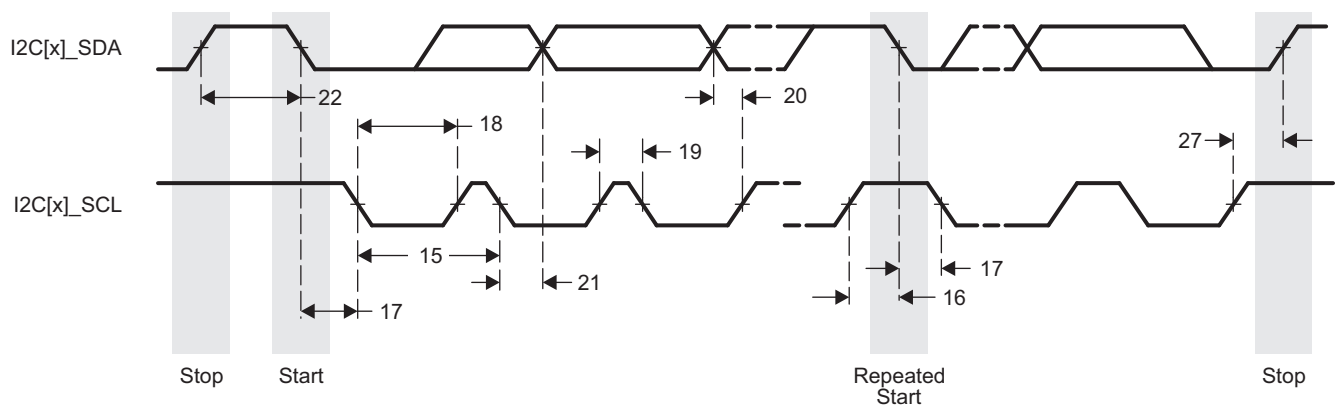 I2C[x]_SDA
22
20
18
19
27
I2C[x]_SCL
15
21
17
17
16
Stop
Start
Repeated
Start
Stop